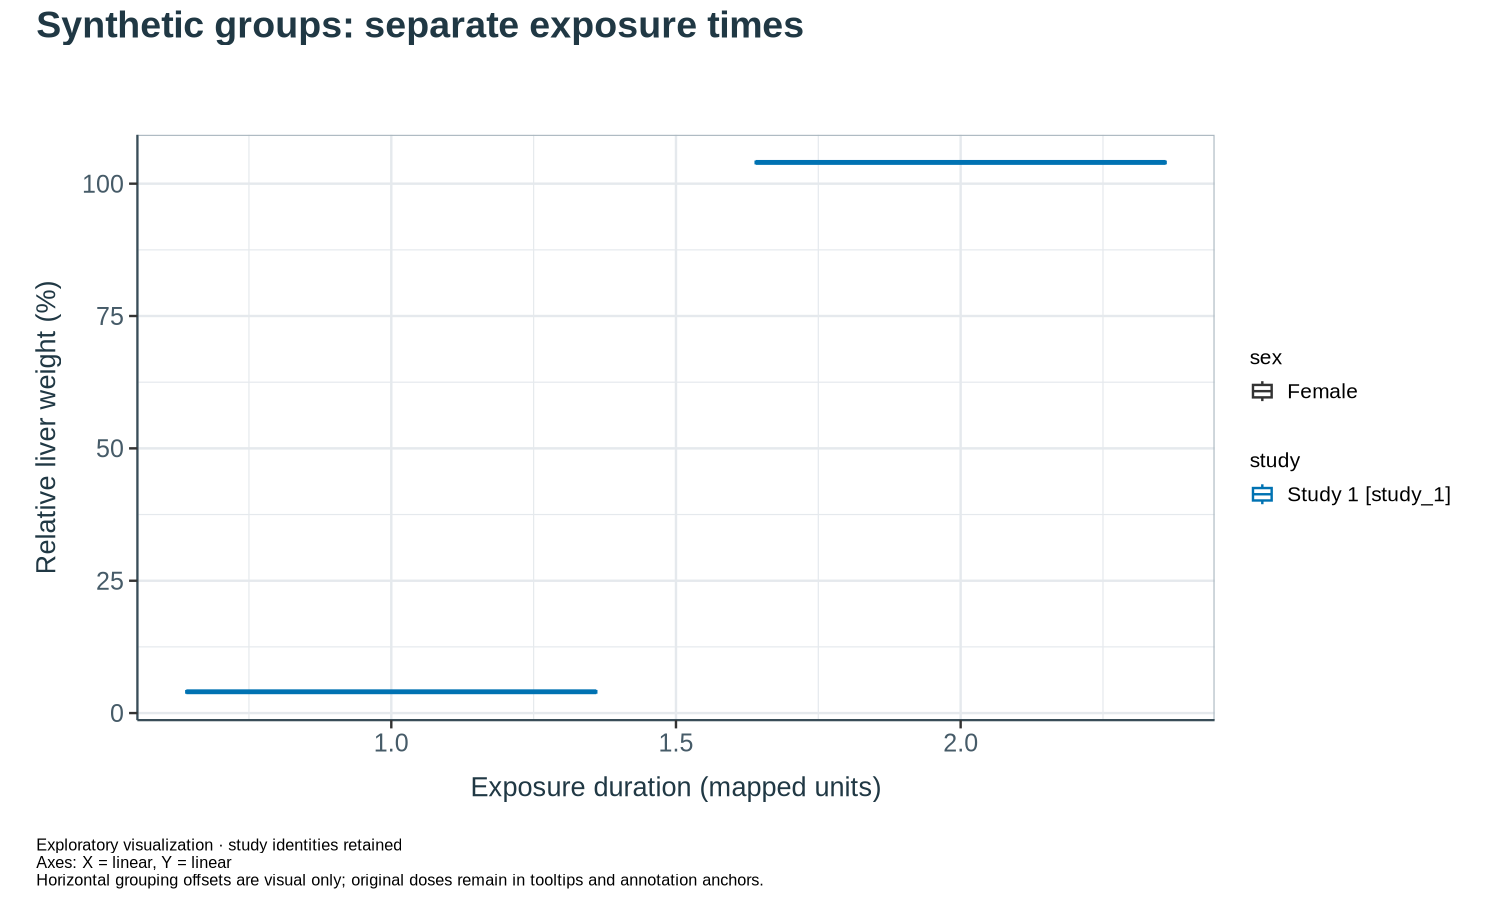 Synthetic groups: separate exposure times
Relative liver weight (%)
100
75
50
25
0
1.0 1.5 2.0
Exposure duration (mapped units)
sex
Female
study
Study 1 [study_1]
Exploratory visualization · study identities retained
Axes: X = linear, Y = linear
Horizontal grouping offsets are visual only; original doses remain in tooltips and annotation anchors.